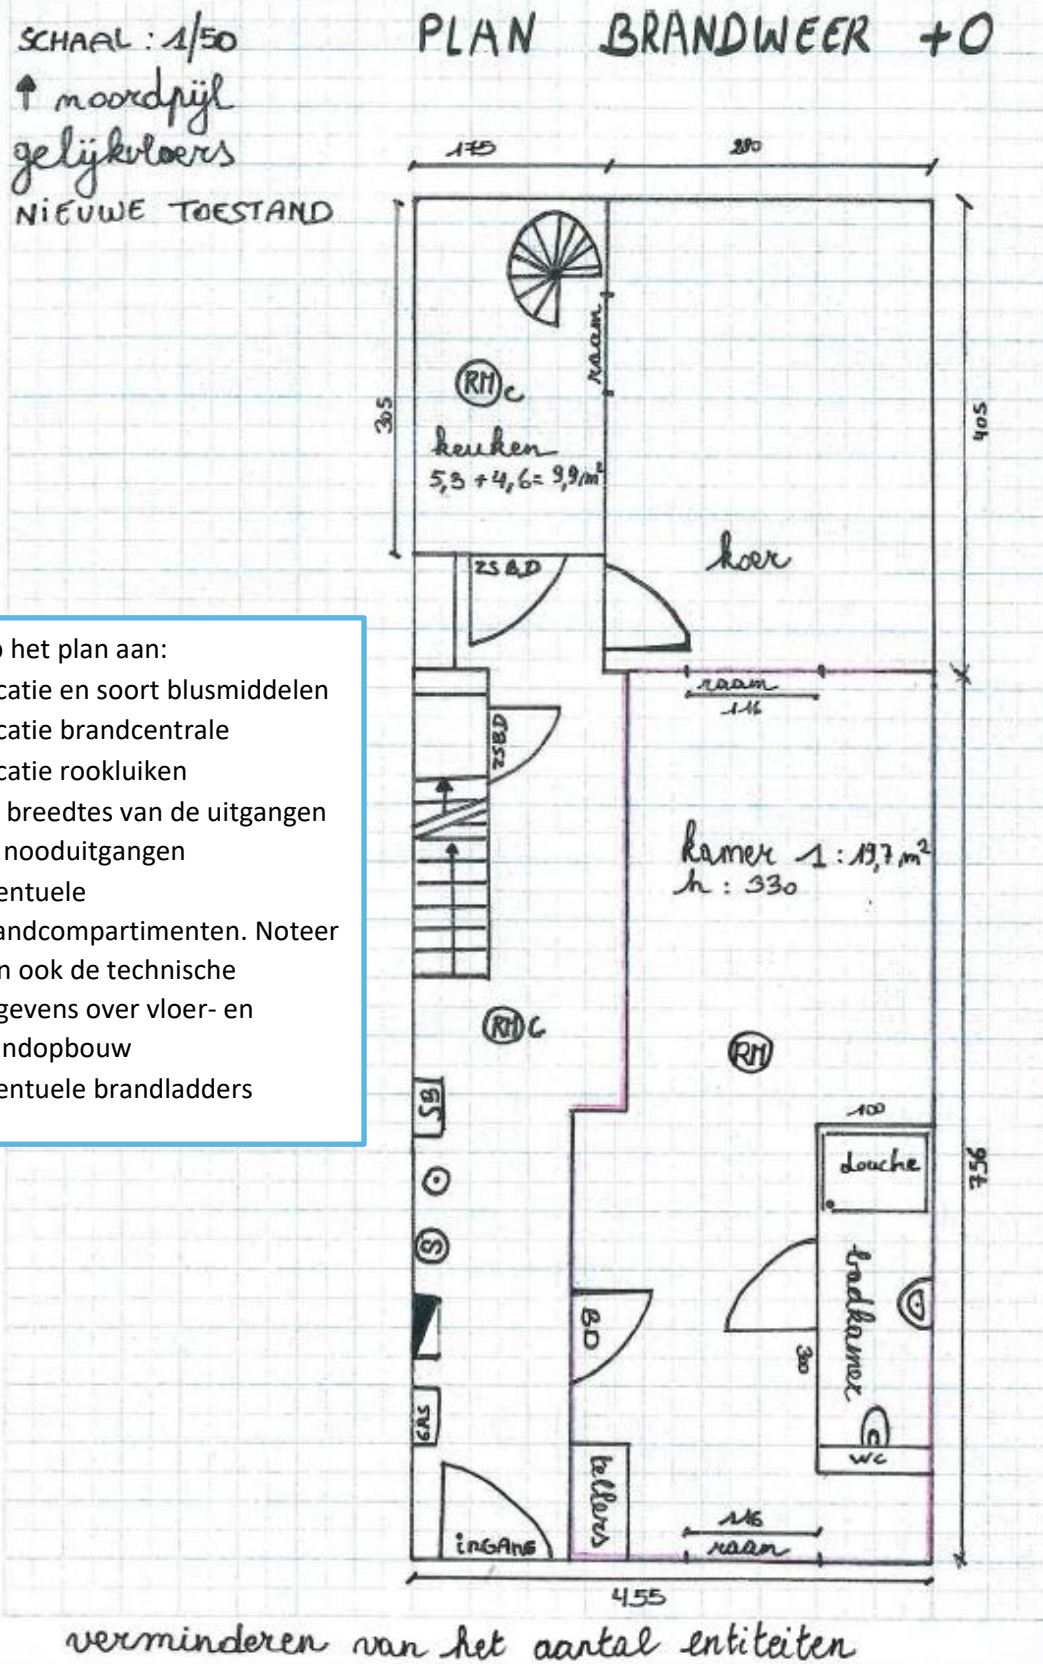 SCHAAL : 1/50
PLAN BRANDWEER +0
↑ noordpijl
gelijkvloers
NIEUWE TOESTAND
175
280
raam
RM C
305
405
keuken
5,3 + 4,6 = 9,9 m²
ZSBD
koer
raam
116
het plan aan:
catie en soort blusmiddelen
catie brandcentrale
catie rookluiken
breedtes van de uitgangen
nooduitgangen
entuele
andcompartimenten. Noteer
n ook de technische
gevens over vloer- en
ndopbouw
entuele brandladders
ZSBD
kamer 1 : 19,7 m²
h : 330
RM C
RM
SB
100
douche
756
S
badkamer
BD
300
GAS
WC
tellers
INGANG
116
raam
455
verminderen van het aantal entiteiten